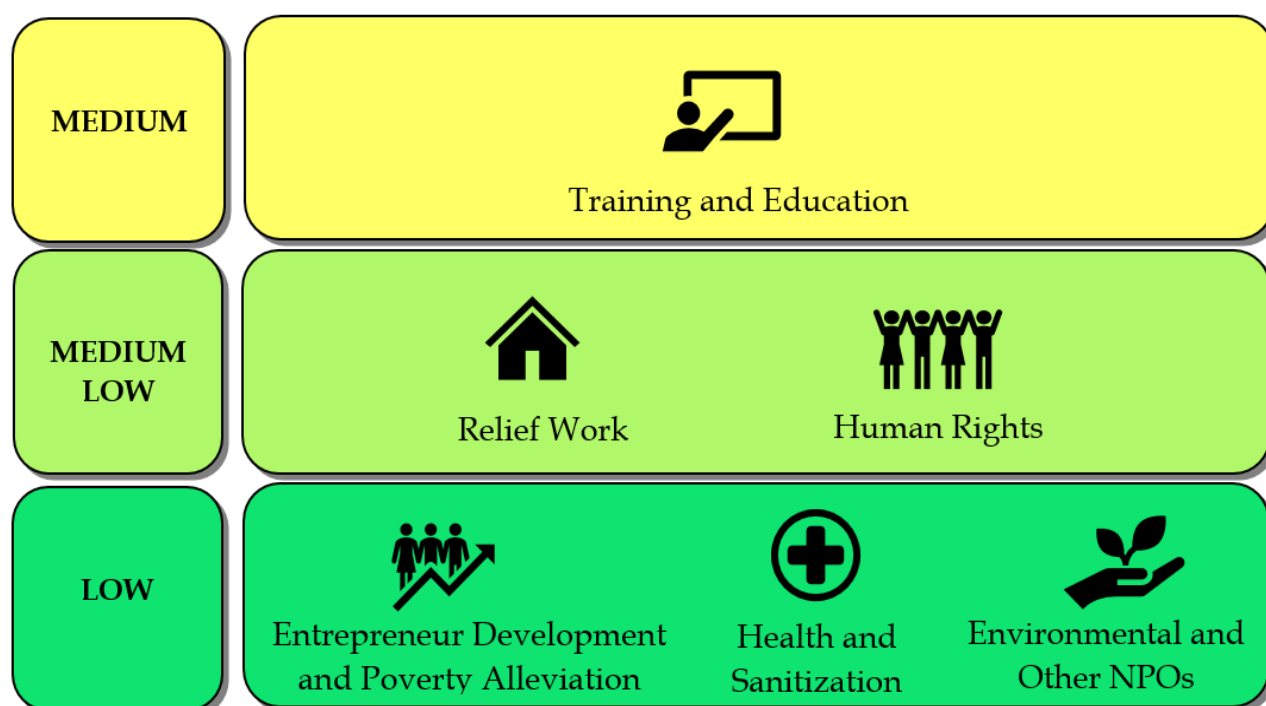 MEDIUM
Training and Education
MEDIUM
LOW
Relief Work
Human Rights
LOW
Entrepreneur Development
and Poverty Alleviation
Health and
Sanitization
Environmental and
Other NPOs